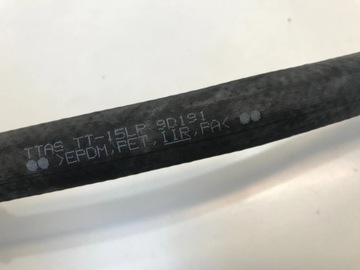 TTAS TT-15LP 9D191
>EPDM, PET, IIR, PA<